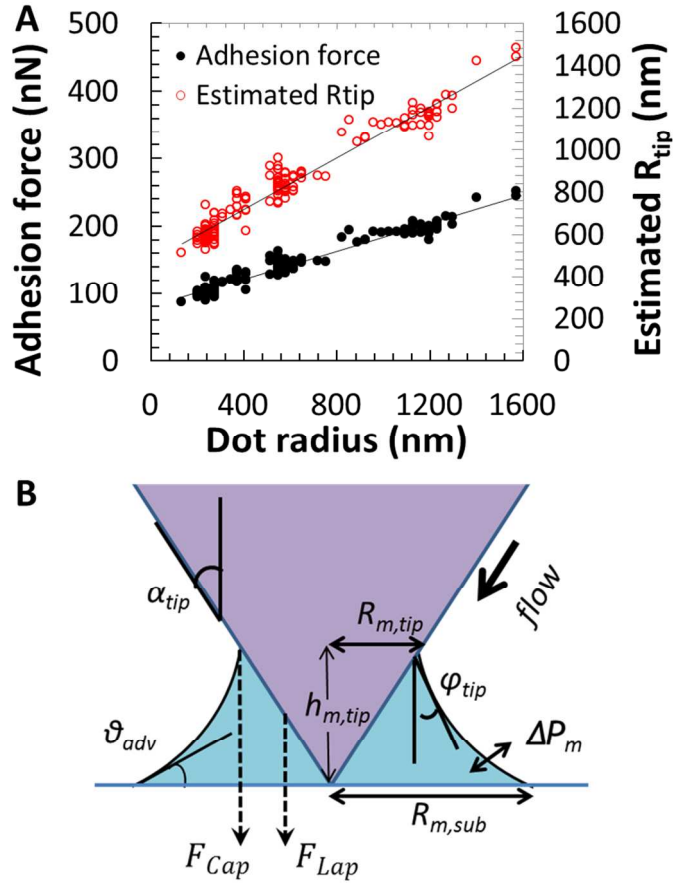 A
Adhesion force (nN)
500
400
300
200
100
0
Adhesion force
Estimated Rtip
1600
1400
1200
1000
800
600
400
200
0
Estimated Rtip (nm)
0 400 800 1200 1600
Dot radius (nm)
B
αtip
flow
Rm,tip
hm,tip
φtip
ϑadv
ΔPm
Rm,sub
FCap
FLap